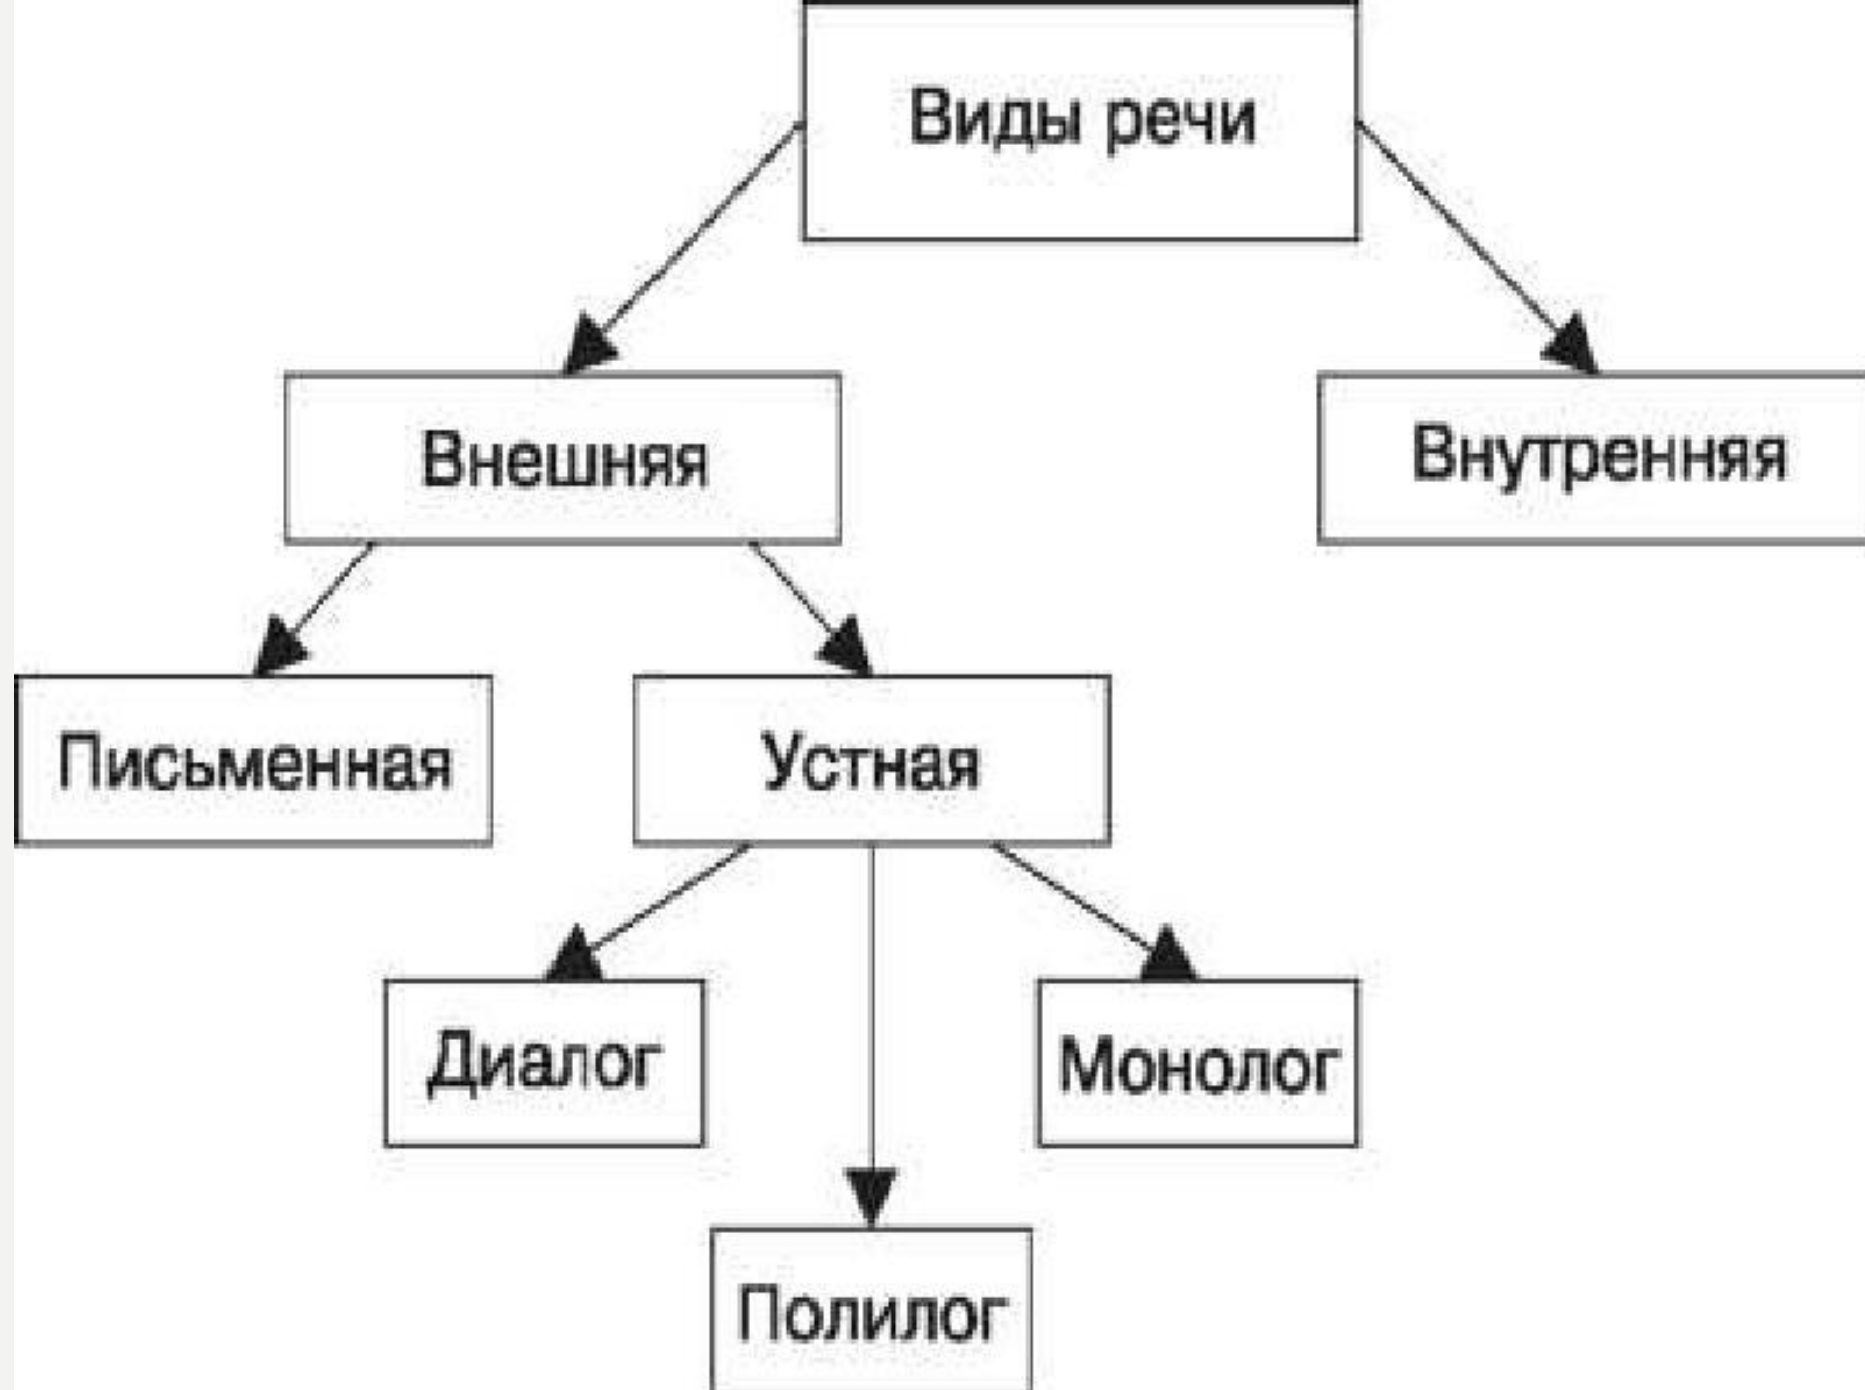 Виды речи
Внешняя
Внутренняя
Письменная
Устная
Диалог
Монолог
Полилог